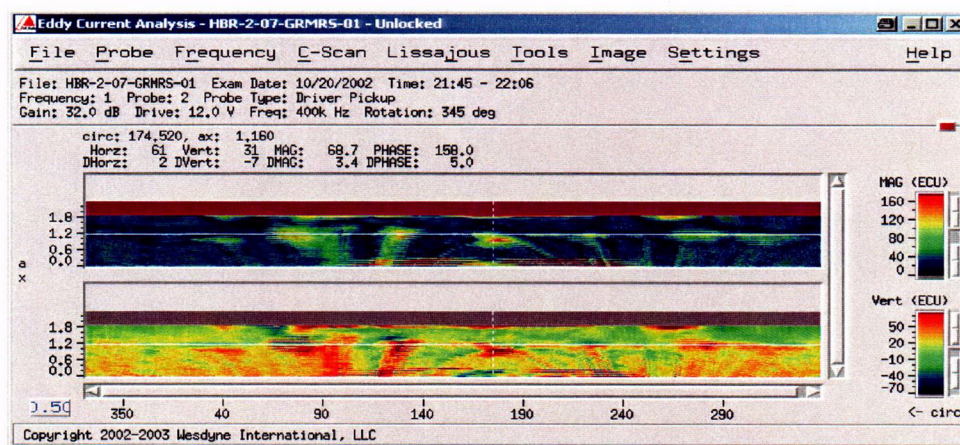 Eddy Current Analysis - HBR-2-07-GRMRS-01 - Unlocked
File Probe Frequency C-Scan Lissajous Tools Image Settings Help
File: HBR-2-07-GRMRS-01 Exam Date: 10/20/2002 Time: 21:45 - 22:06
Frequency: 1 Probe: 2 Probe Type: Driver Pickup
Gain: 32.0 dB Drive: 12.0 V Freq: 400k Hz Rotation: 345 deg
circ: 174.520, ax: 1.160
Horz: 61 Vert: 31 MAG: 68.7 PHASE: 158.0
DHorz: 2 DVert: -7 DMAG: 3.4 DPHASE: 5.0
MAG (ECU)
160
120
80
40
0
1.8
1.2
0.6
0.0
ax
Vert (ECU)
50
20
-10
-40
-70
1.8
1.2
0.6
0.0
0.50
350 40 90 140 190 240 290
<- circ
Copyright 2002-2003 Wesdyne International, LLC